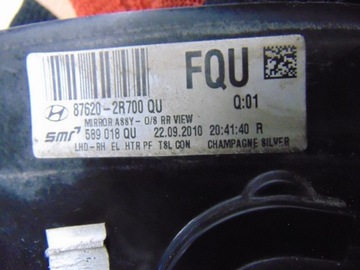 FQU
87620-2R700 QU
Q:01
MIRROR ASSY-O/S RR VIEW
SMR 589 018 QU 22.09.2010 20:41:40 R
LHD-RH EL HTR PF TSL CON CHAMPAGNE SILVER